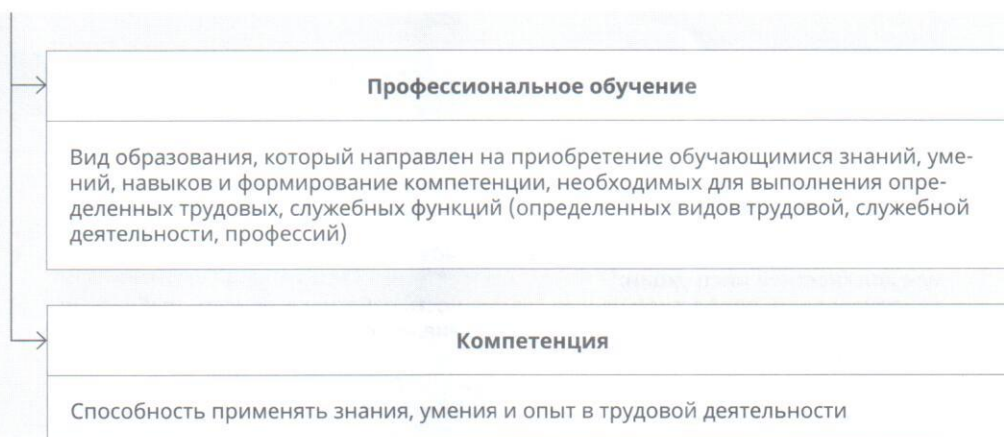 Профессиональное обучение
Вид образования, который направлен на приобретение обучающимися знаний, уме-
ний, навыков и формирование компетенции, необходимых для выполнения опре-
деленных трудовых, служебных функций (определенных видов трудовой, служебной
деятельности, профессий)
Компетенция
Способность применять знания, умения и опыт в трудовой деятельности